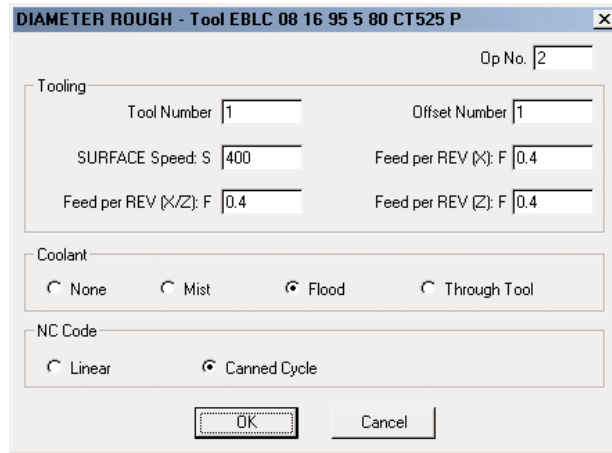 DIAMETER ROUGH - Tool EBLC 08 16 95 5 80 CT525 P
Op No. 2
Tooling
Tool Number 1 Offset Number 1
SURFACE Speed: S 400 Feed per REV (X): F 0.4
Feed per REV (X/Z): F 0.4 Feed per REV (Z): F 0.4
Coolant
None Mist Flood Through Tool
NC Code
Linear Canned Cycle
OK Cancel